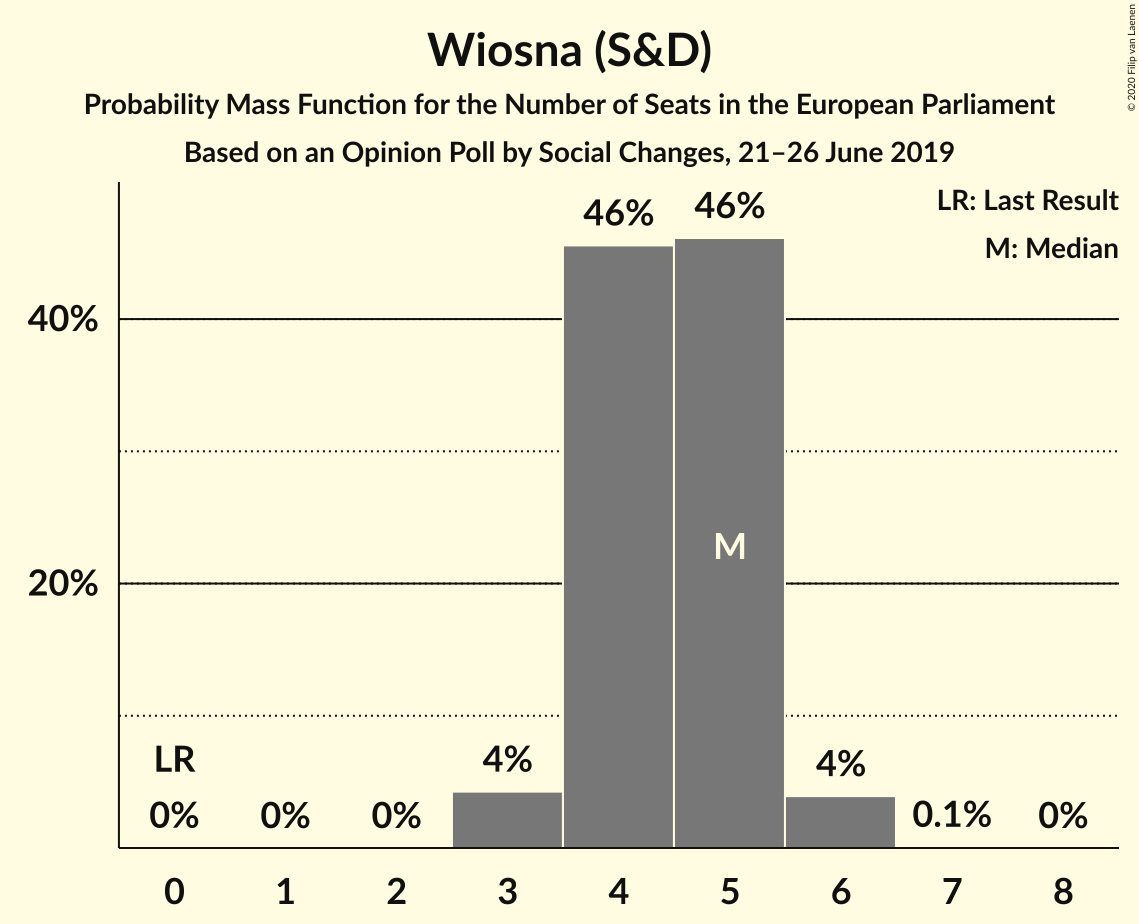 Wiosna (S&D)
Probability Mass Function for the Number of Seats in the European Parliament
Based on an Opinion Poll by Social Changes, 21–26 June 2019
© 2020 Filip van Laenen
LR: Last Result
M: Median
46% 46%
40%
M
20%
LR 4% 4%
0% 0% 0% 0.1% 0%
0 1 2 3 4 5 6 7 8